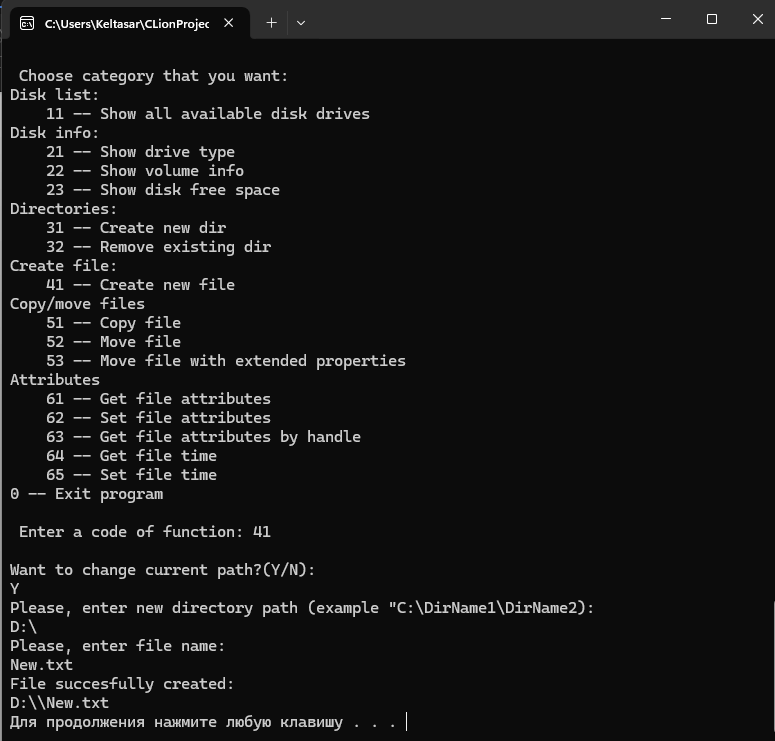 C:\Users\Keltasar\CLionProjec
Choose category that you want:
Disk list:
    11 -- Show all available disk drives
Disk info:
    21 -- Show drive type
    22 -- Show volume info
    23 -- Show disk free space
Directories:
    31 -- Create new dir
    32 -- Remove existing dir
Create file:
    41 -- Create new file
Copy/move files
    51 -- Copy file
    52 -- Move file
    53 -- Move file with extended properties
Attributes
    61 -- Get file attributes
    62 -- Set file attributes
    63 -- Get file attributes by handle
    64 -- Get file time
    65 -- Set file time
0 -- Exit program
Enter a code of function: 41
Want to change current path?(Y/N):
Y
Please, enter new directory path (example "C:\DirName1\DirName2):
D:\
Please, enter file name:
New.txt
File succesfully created:
D:\\New.txt
Для продолжения нажмите любую клавишу . . .